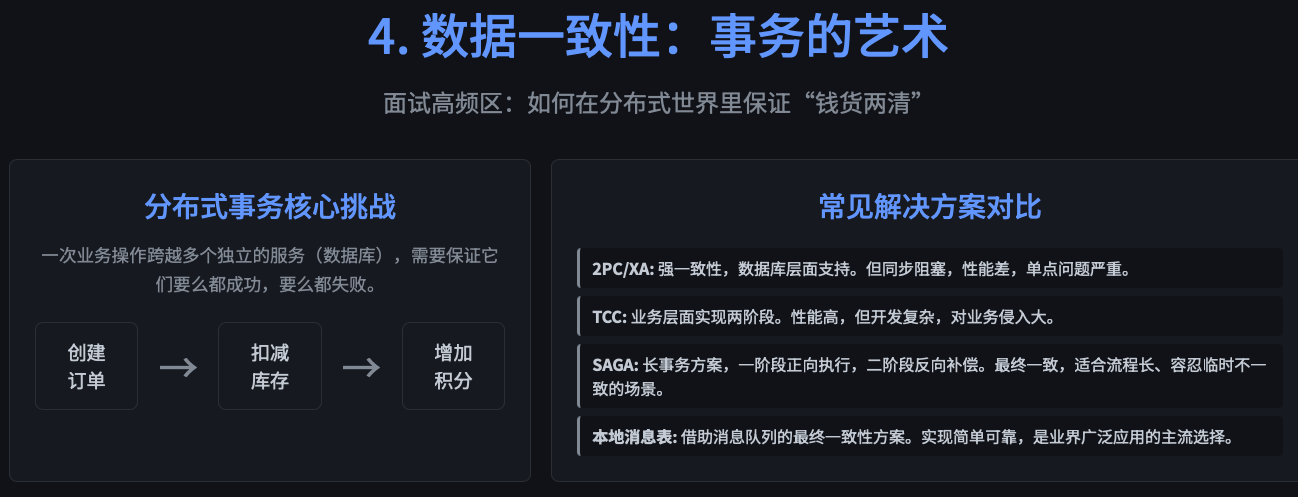 4. 数据一致性：事务的艺术
面试高频区：如何在分布式世界里保证“钱货两清”
分布式事务核心挑战
一次业务操作跨越多个独立的服务（数据库），需要保证它
们要么都成功，要么都失败。
创建
订单
扣减
库存
增加
积分
常见解决方案对比
2PC/XA: 强一致性，数据库层面支持。但同步阻塞，性能差，单点问题严重。
TCC: 业务层面实现两阶段。性能高，但开发复杂，对业务侵入大。
SAGA: 长事务方案，一阶段正向执行，二阶段反向补偿。最终一致，适合流程长、容忍临时不一
致的场景。
本地消息表: 借助消息队列的最终一致性方案。实现简单可靠，是业界广泛应用的主流选择。